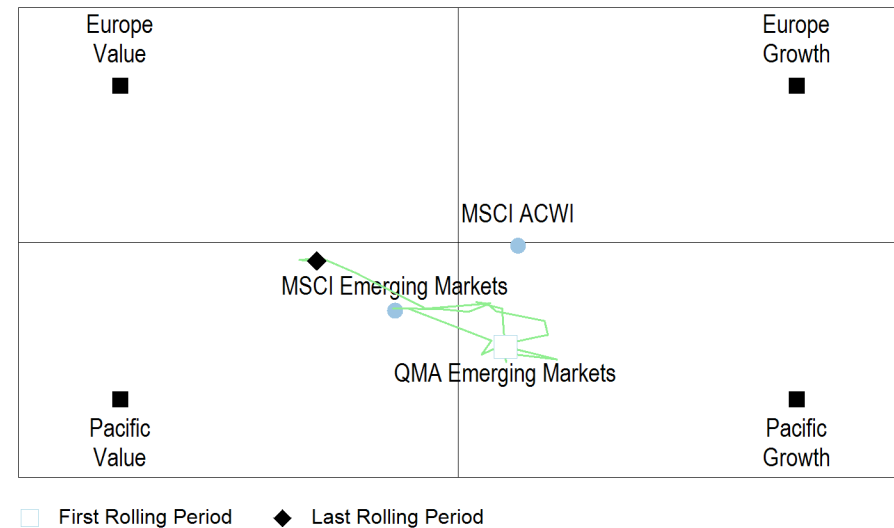 Europe
Value
Europe
Growth
MSCI ACWI
MSCI Emerging Markets
QMA Emerging Markets
Pacific
Value
Pacific
Growth
First Rolling Period
Last Rolling Period